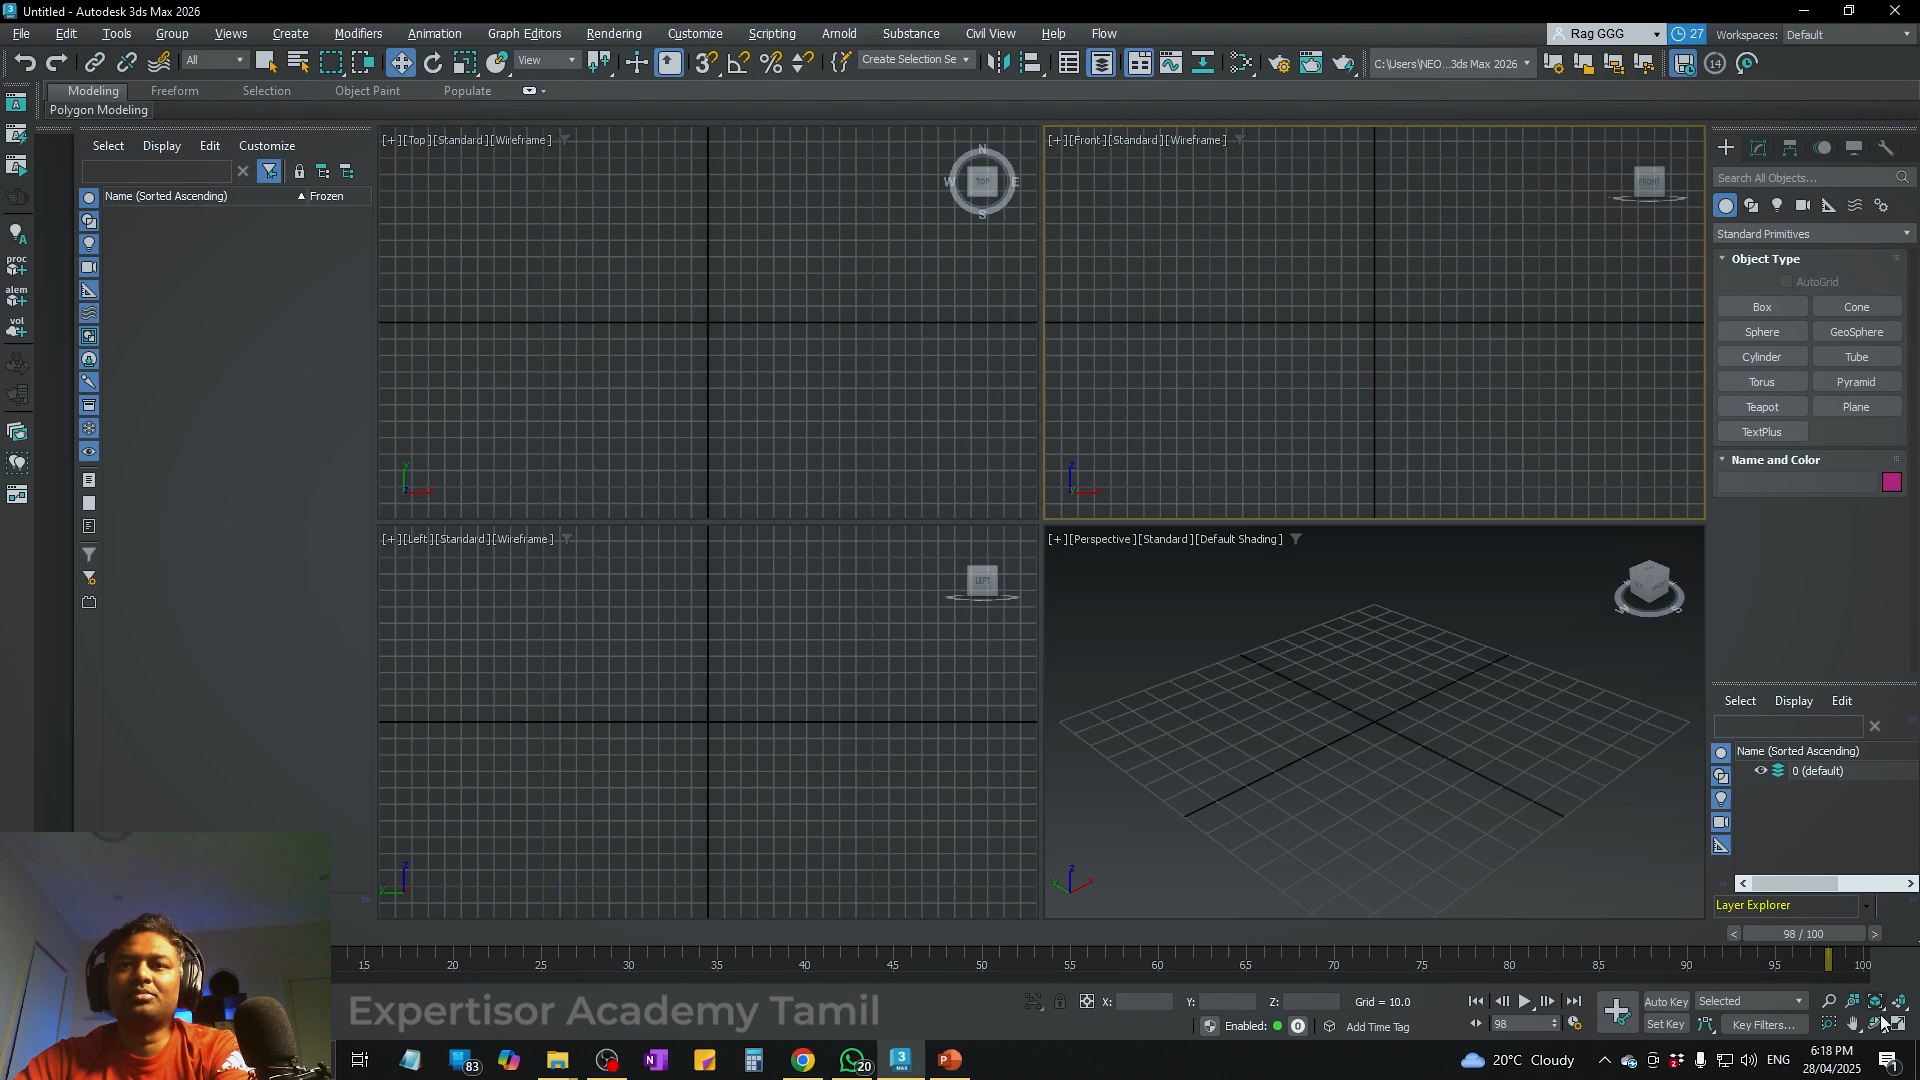 Untitled - Autodesk 3ds Max 2026
File Edit Tools Group Views Create Modifiers Animation Graph Editors Rendering Customize Scripting Arnold Substance Civil View Help Flow
Rag GGG 27 Workspaces: Default
All View Create Selection Se C:\Users\NEO...3ds Max 2026 14
Modeling Freeform Selection Object Paint Populate
Polygon Modeling
Select Display Edit Customize
Name (Sorted Ascending) Frozen
proc
alem
vol
[+][Top][Standard][Wireframe]
N
W TOP E
S
[+][Front][Standard][Wireframe]
FRONT
[+][Left][Standard][Wireframe]
LEFT
[+][Perspective][Standard][Default Shading]
Search All Objects...
Standard Primitives
Object Type
AutoGrid
Box Cone
Sphere GeoSphere
Cylinder Tube
Torus Pyramid
Teapot Plane
TextPlus
Name and Color
Select Display Edit
Name (Sorted Ascending)
0 (default)
Layer Explorer
98 / 100
15 20 25 30 35 40 45 50 55 60 65 70 75 80 85 90 95 100
Expertisor Academy Tamil
X: Y: Z: Grid = 10.0
Auto Key Selected
Enabled: 0 Add Time Tag
98 Set Key Key Filters...
83 20 3 MAX
20°C Cloudy ENG
6:18 PM
28/04/2025
1